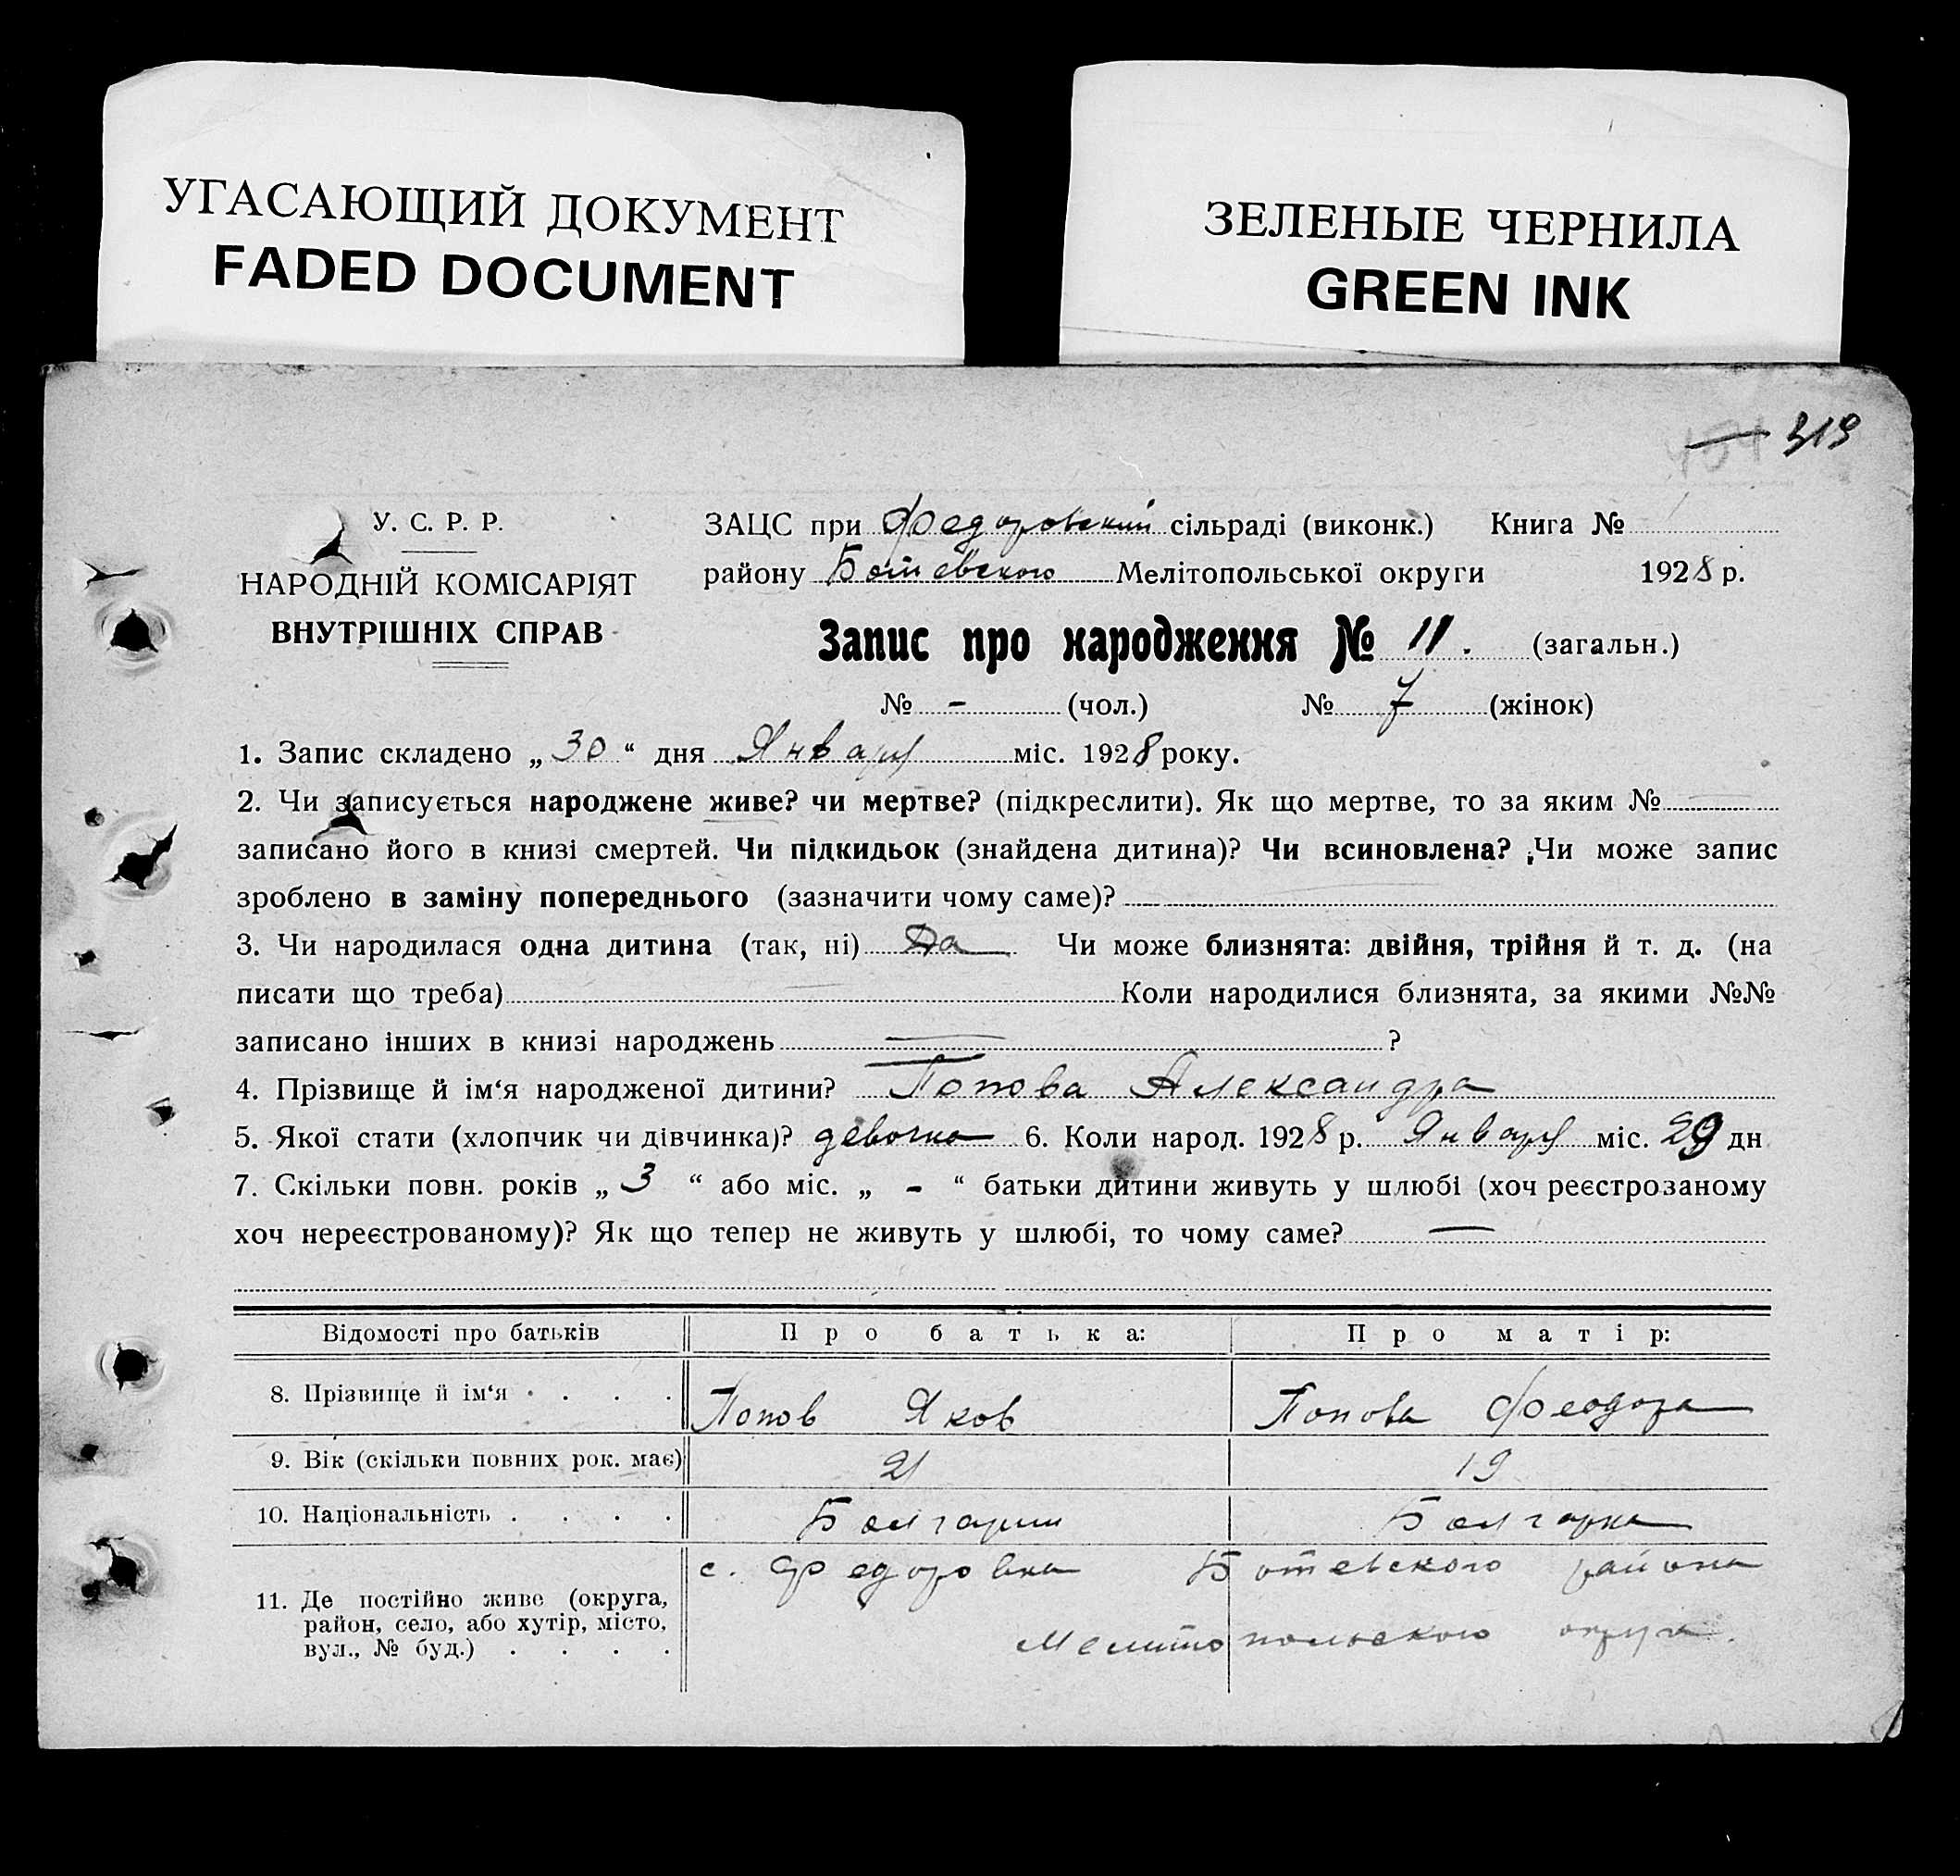 УГАСАЮЩИЙ ДОКУМЕНТ
FADED DOCUMENT
ЗЕЛЕНЫЕ ЧЕРНИЛА
GREEN INK
319
У. С. Р. Р.
НАРОДНІЙ КОМІСАРІЯТ
ВНУТРІШНІХ СПРАВ
ЗАЦС при Федоровский сільраді (виконк.) Книга №
району Ботевского Мелітопольської округи 1928 р.
Запис про народження № 11. (загальн.)
№ - (чол.) № 7 (жінок)
1. Запис складено „30“ дня Января міс. 1928 року.
2. Чи записується народжене живе? чи мертве? (підкреслити). Як що мертве, то за яким №
записано його в книзі смертей. Чи підкидьок (знайдена дитина)? Чи всиновлена? Чи може запис
зроблено в заміну попереднього (зазначити чому саме)?
3. Чи народилася одна дитина (так, ні) Да Чи може близнята: двійня, трійня й т. д. (на
писати що треба) Коли народилися близнята, за якими №№
записано інших в книзі народжень ?
4. Прізвище й ім‘я народженої дитини? Попова Александра
5. Якої стати (хлопчик чи дівчинка)? девочка 6. Коли народ. 1928 р. Января міс. 29 дн
7. Скільки повн. років „ 3 “ або міс. „ - “ батьки дитини живуть у шлюбі (хоч реєстрозаному
хоч нереєстрованому)? Як що тепер не живуть у шлюбі, то чому саме? —
Відомості про батьків Про батька: Про матір:
8. Прізвище й ім‘я . . . . Попов Яков Попова Феодора
9. Вік (скільки повних рок. має) 21 19
10. Національність . . . . Болгарин Болгарка
11. Де постійно живе (округа, район, село, або хутір, місто, вул., № буд.) . . . .
с. Федоровка Ботевского района
Мелитопольского округа.